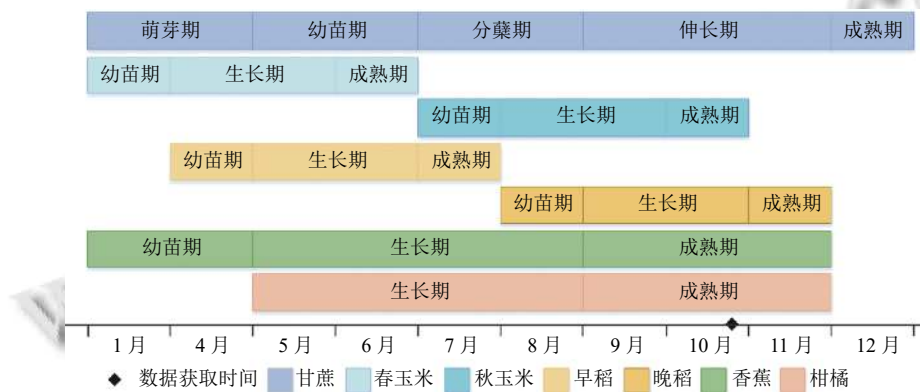 萌芽期 幼苗期 分蘖期 伸长期 成熟期
幼苗期 生长期 成熟期
幼苗期 生长期 成熟期
幼苗期 生长期 成熟期
幼苗期 生长期 成熟期
幼苗期 生长期 成熟期
生长期 成熟期
1月 4月 5月 6月 7月 8月 9月 10月 11月 12月
数据获取时间 甘蔗 春玉米 秋玉米 早稻 晚稻 香蕉 柑橘